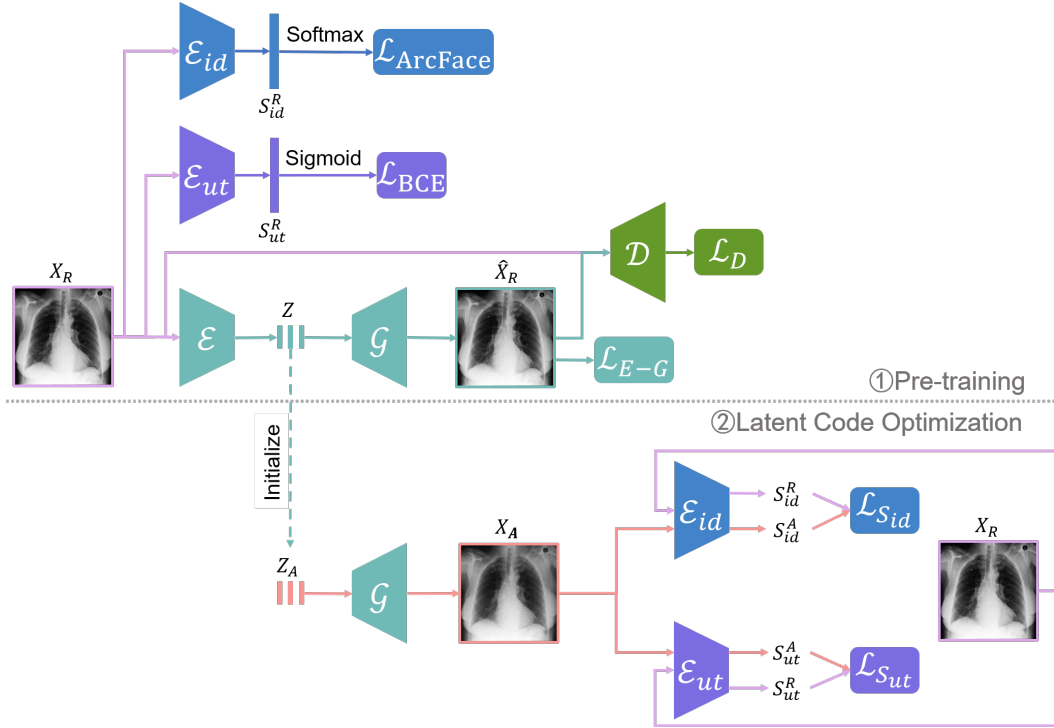 ℰ_id
Softmax
ℒ_ArcFace
S_id^R
ℰ_ut
Sigmoid
ℒ_BCE
S_ut^R
𝒟
ℒ_D
X_R
X̂_R
ℰ
Z
𝒢
ℒ_E−G
①Pre-training
②Latent Code Optimization
Initialize
ℰ_id
S_id^R
S_id^A
ℒ_S_id
X_A
X_R
Z_A
𝒢
ℰ_ut
S_ut^A
S_ut^R
ℒ_S_ut